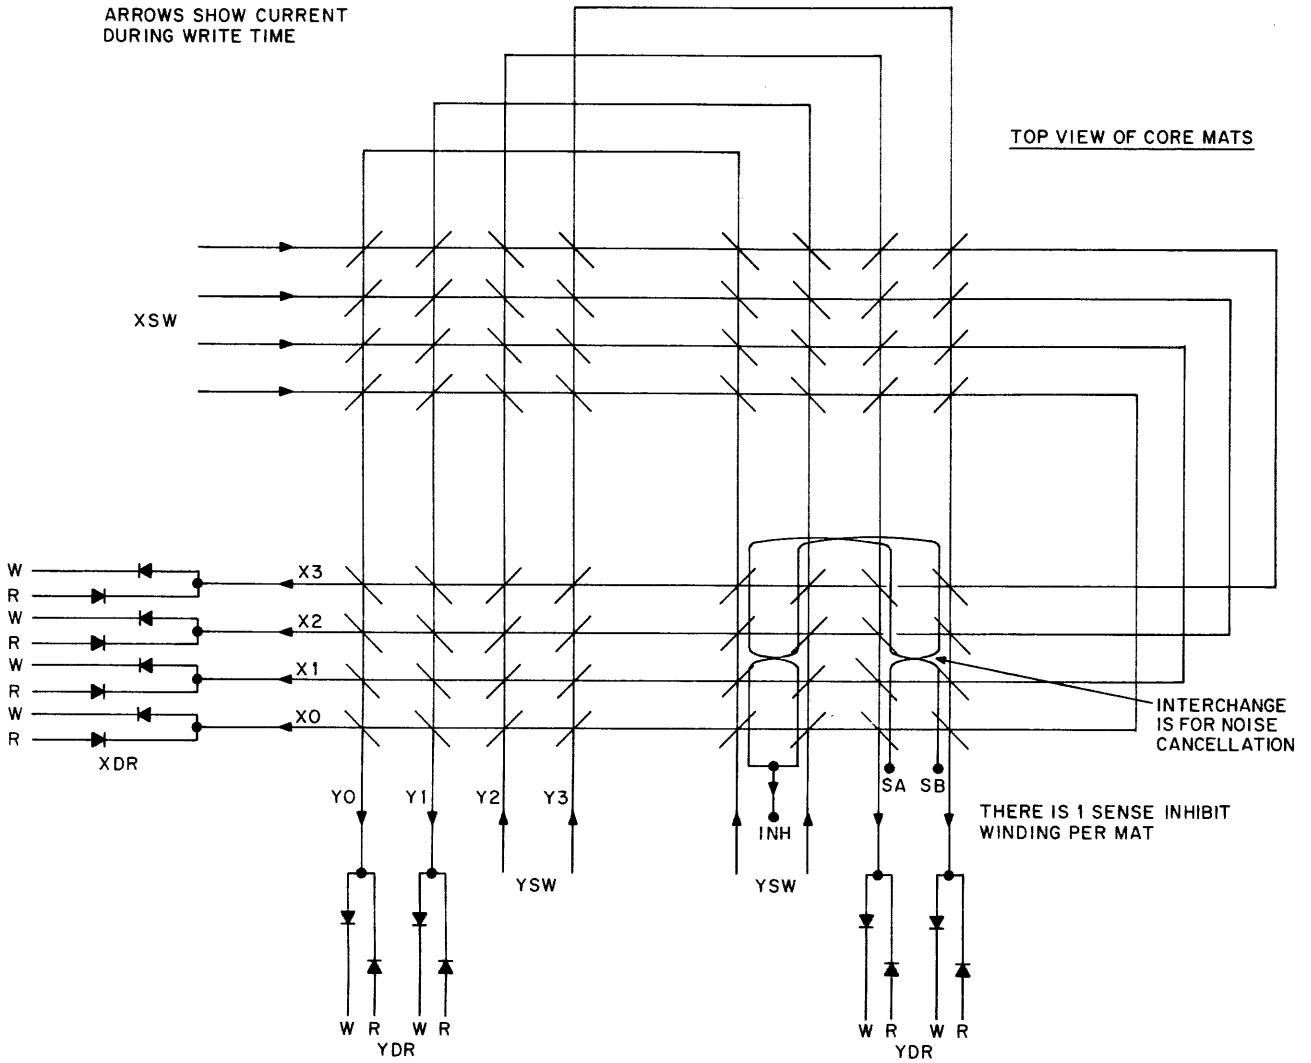 ARROWS SHOW CURRENT
DURING WRITE TIME
TOP VIEW OF CORE MATS
XSW
W
R
X3
W
R
X2
W
R
X1
W
R
X0
XDR
INTERCHANGE
IS FOR NOISE
CANCELLATION
Y0
Y1
Y2
Y3
SA
SB
INH
THERE IS 1 SENSE INHIBIT
WINDING PER MAT
YSW
YSW
W
R
W
R
YDR
W
R
W
R
YDR